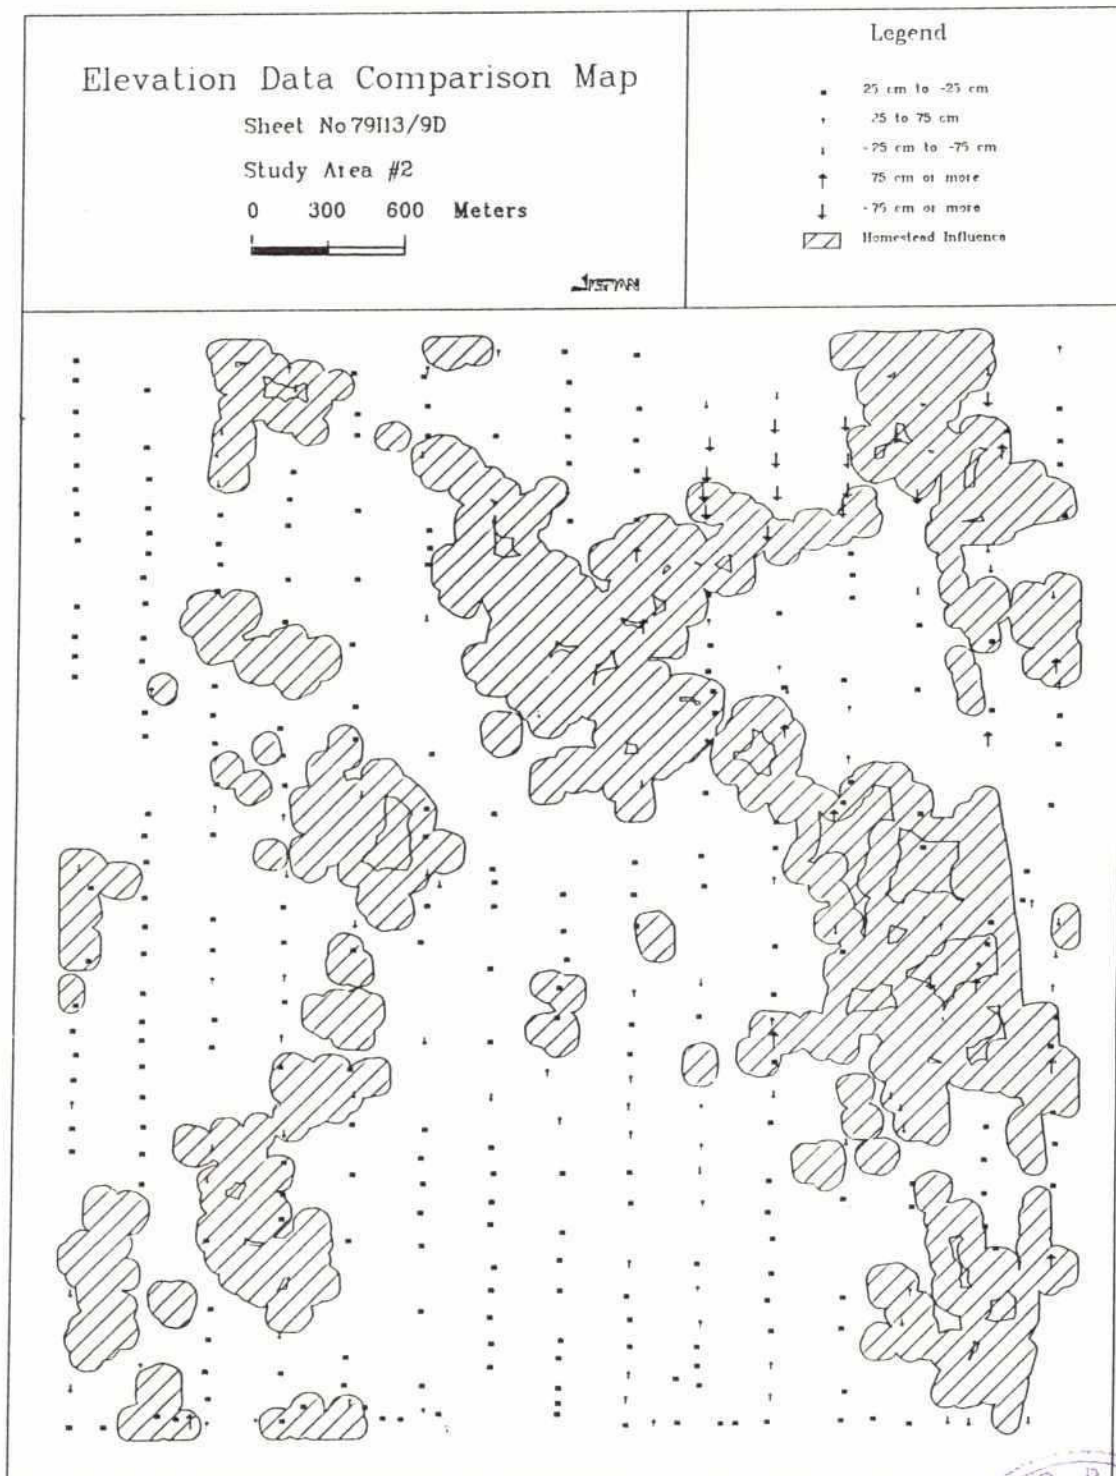 Elevation Data Comparison Map
Sheet No 79I13/9D
Study Area #2
0 300 600 Meters
Legend
25 cm to -25 cm
25 to 75 cm
-25 cm to -75 cm
75 cm or more
-75 cm or more
Homestead Influence